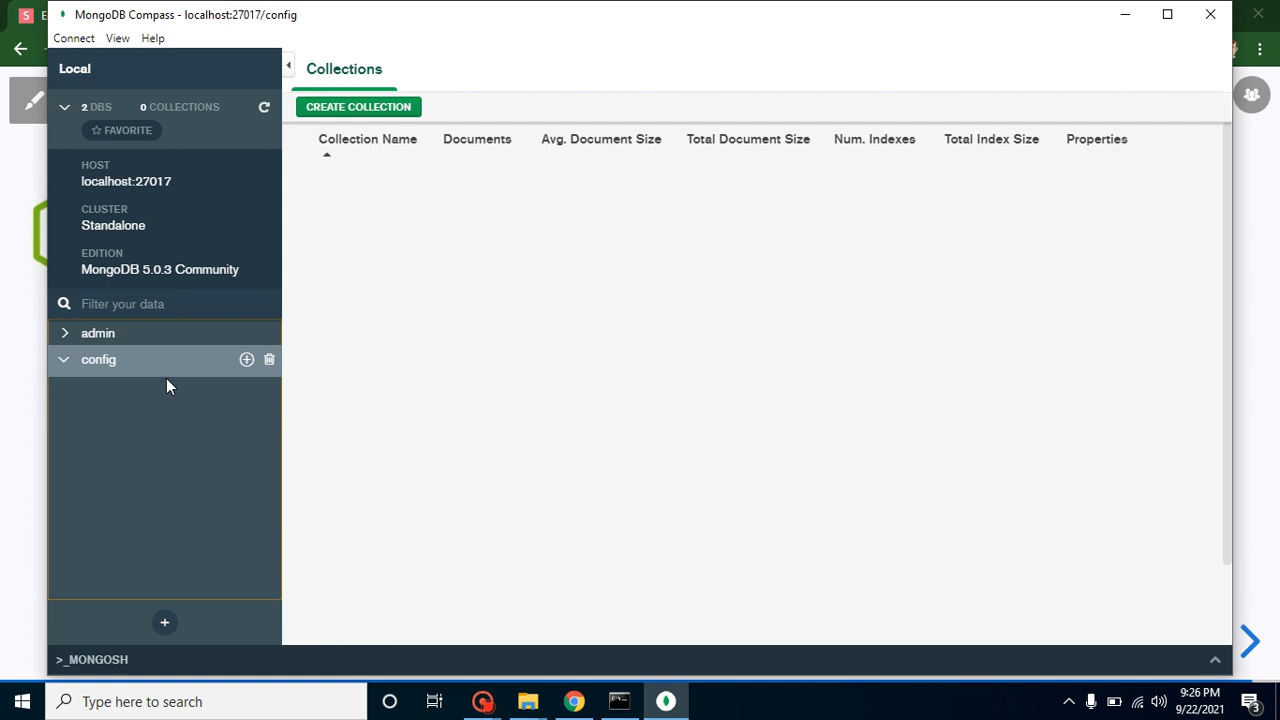 S E
MongoDB Compass - localhost:27017/config
Connect View Help
Local
2 DBS 0 COLLECTIONS
FAVORITE
HOST
localhost:27017
CLUSTER
Standalone
EDITION
MongoDB 5.0.3 Community
Filter your data
admin
config
Collections
CREATE COLLECTION
Collection Name Documents Avg. Document Size Total Document Size Num. Indexes Total Index Size Properties
>_MONGOSH
Type here to search
9:26 PM
9/22/2021
3